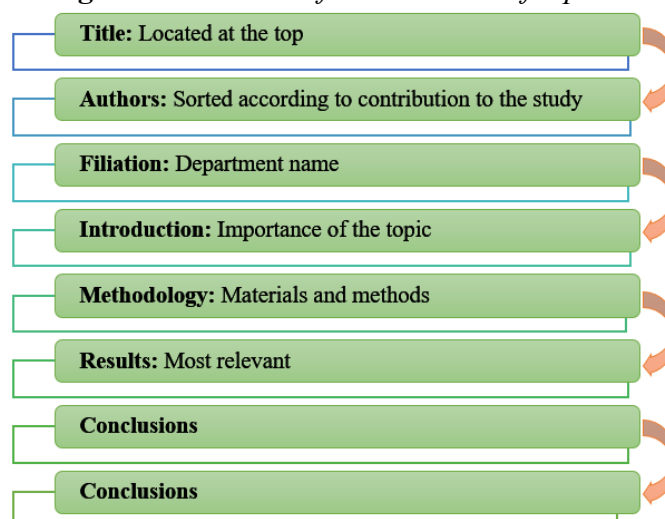 Title: Located at the top
Authors: Sorted according to contribution to the study
Filiation: Department name
Introduction: Importance of the topic
Methodology: Materials and methods
Results: Most relevant
Conclusions
Conclusions